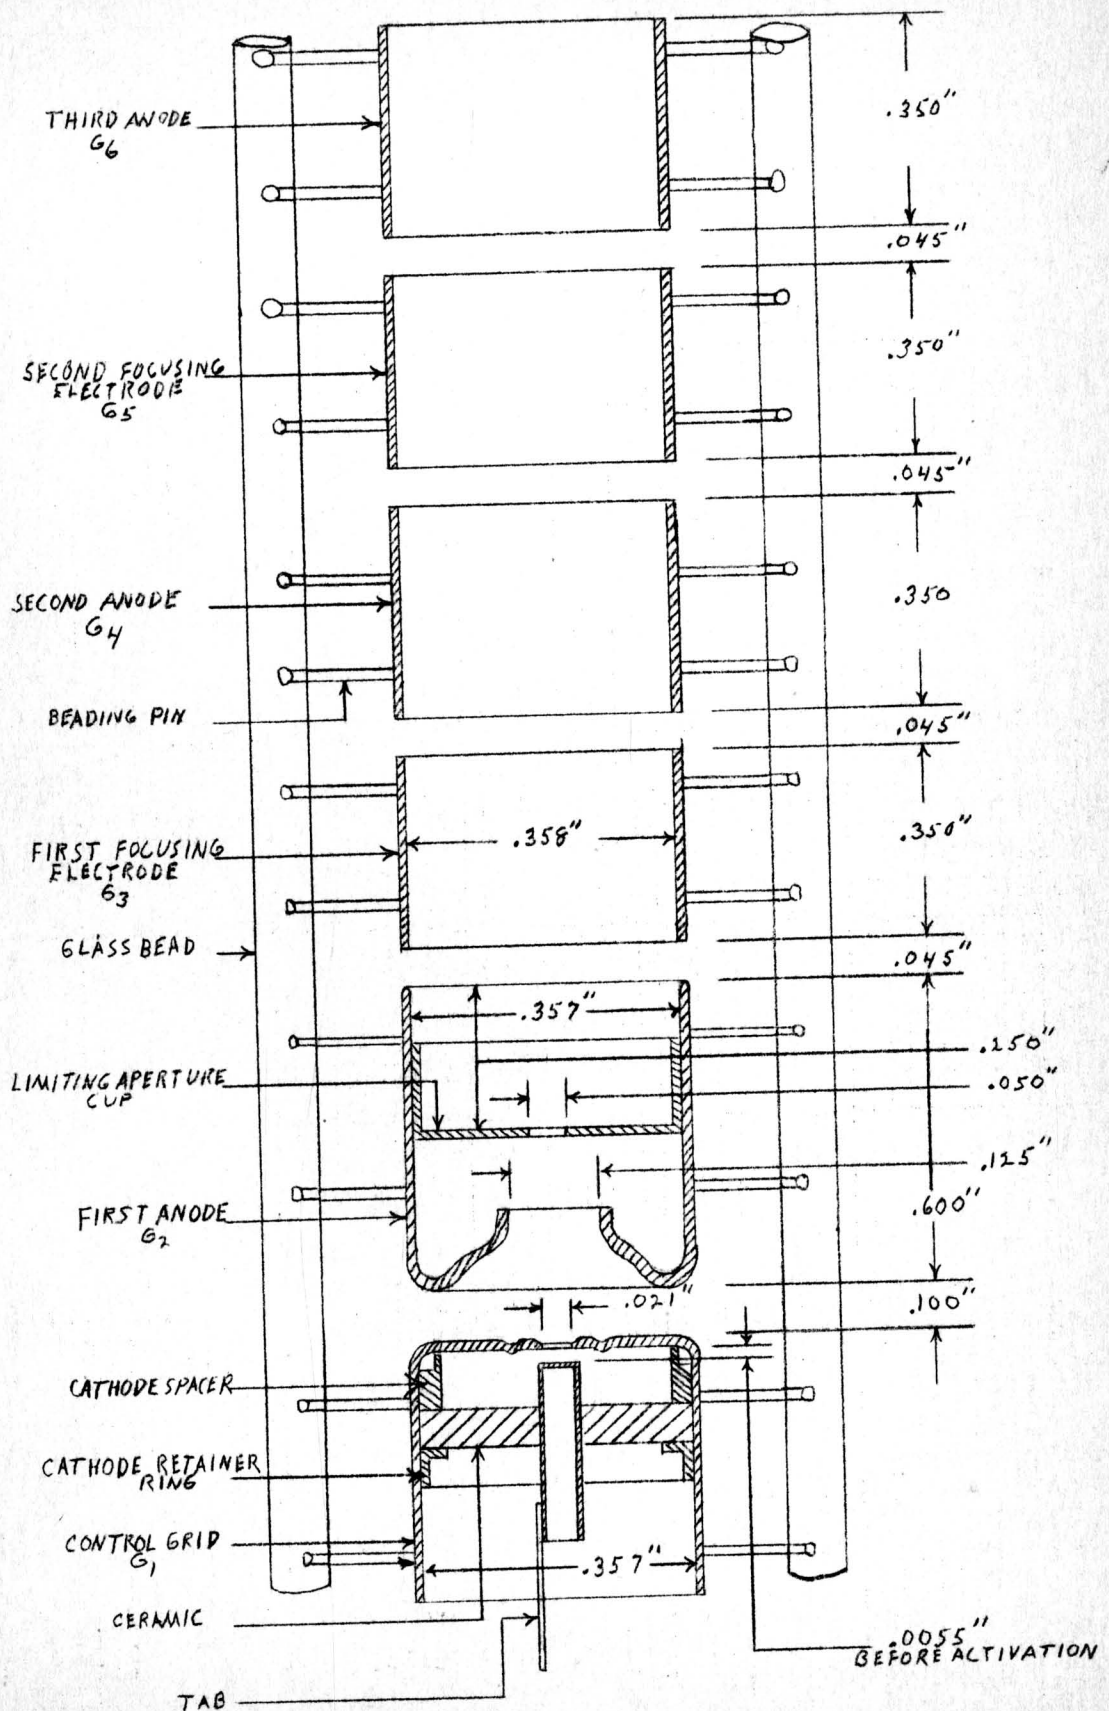 .350"
THIRD ANODE
G6
.045"
.350"
SECOND FOCUSING
ELECTRODE
G5
.045"
.350
SECOND ANODE
G4
BEADING PIN
.045"
.358"
.350"
FIRST FOCUSING
ELECTRODE
G3
GLASS BEAD
.045"
.357"
.250"
LIMITING APERTURE
CUP
.050"
.125"
.600"
FIRST ANODE
G2
.021"
.100"
CATHODE SPACER
CATHODE RETAINER
RING
CONTROL GRID
G1
.357"
CERAMIC
.0055"
BEFORE ACTIVATION
TAB